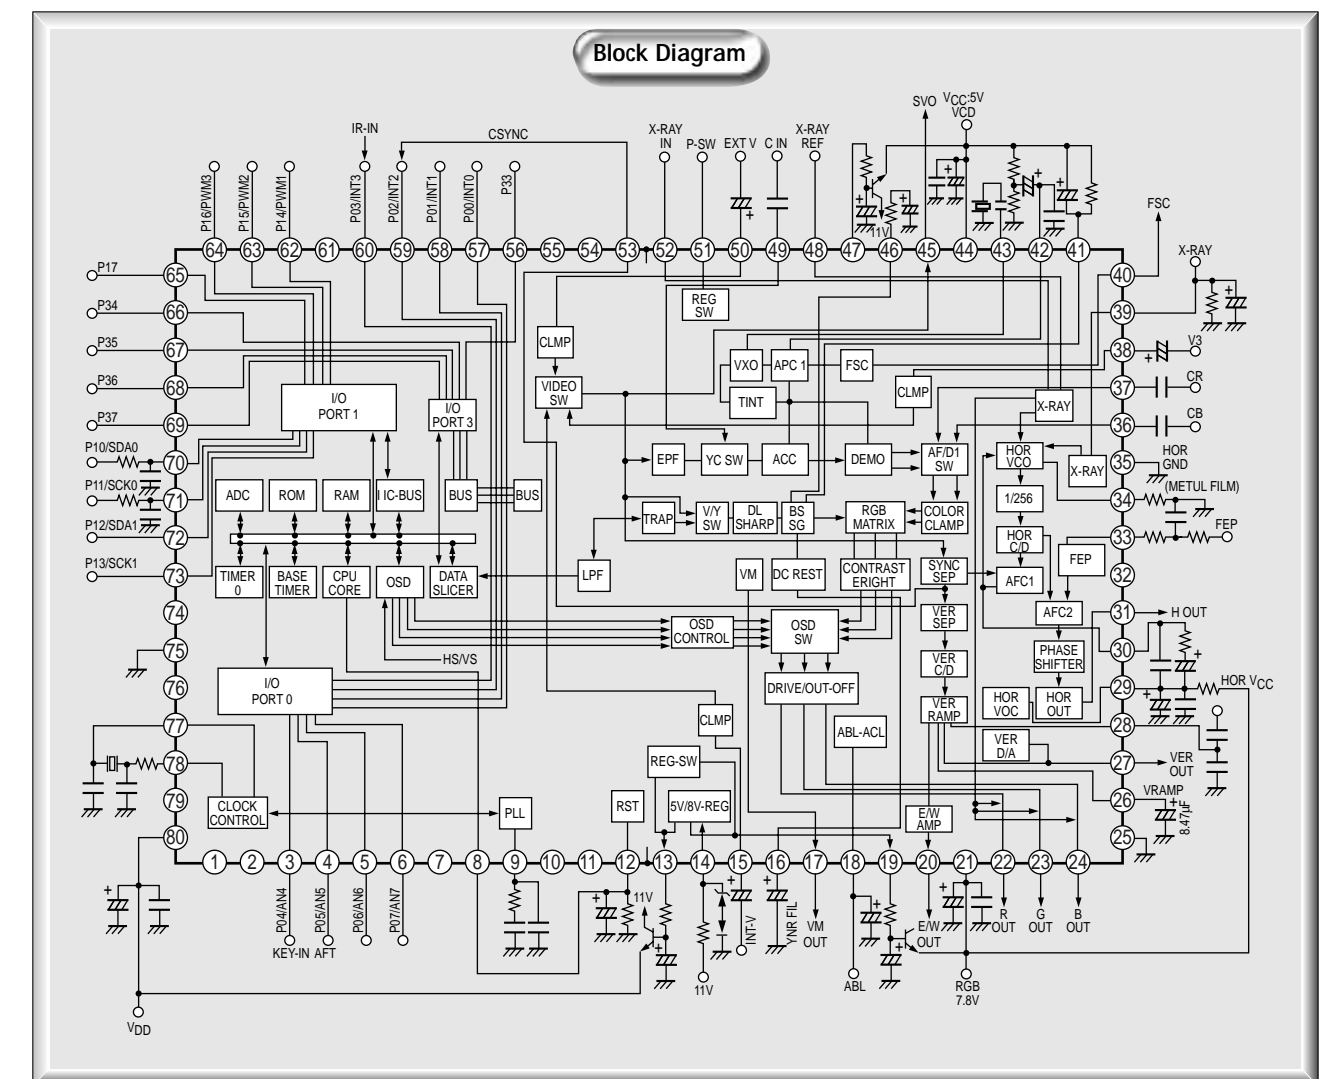 Block Diagram
SVO
VCC:5V
VCD
IR-IN
CSYNC
X-RAY
IN
P-SW
EXT V
C IN
X-RAY
REF
P16/PWM3
P15/PWM2
P14/PWM1
P03/INT3
P02/INT2
P01/INT1
P00/INT0
P33
11V
FSC
64
63
62
61
60
59
58
57
56
55
54
53
52
51
50
49
48
47
46
45
44
43
42
41
P17
65
P34
66
P35
67
P36
68
P37
69
P10/SDA0
70
P11/SCK0
71
P12/SDA1
72
P13/SCK1
73
74
75
76
77
78
79
80
40
X-RAY
39
38
V3
37
CR
36
CB
35
HOR
GND
34
(METUL FILM)
33
FEP
32
31
H OUT
30
29
HOR VCC
28
27
VER
OUT
26
VRAMP
8.47µF
25
REG
SW
CLMP
VIDEO
SW
VXO
APC 1
FSC
TINT
CLMP
X-RAY
I/O
PORT 1
I/O
PORT 3
EPF
YC SW
ACC
DEMO
AF/D1
SW
HOR
VCO
X-RAY
ADC
ROM
RAM
I IC-BUS
BUS
BUS
TRAP
V/Y
SW
DL
SHARP
BS
SG
RGB
MATRIX
COLOR
CLAMP
1/256
HOR
C/D
FEP
TIMER
0
BASE
TIMER
CPU
CORE
OSD
DATA
SLICER
LPF
VM
DC REST
CONTRAST
ERIGHT
SYNC
SEP
AFC1
AFC2
OSD
CONTROL
OSD
SW
VER
SEP
PHASE
SHIFTER
HS/VS
VER
C/D
I/O
PORT 0
DRIVE/OUT-OFF
VER
RAMP
HOR
VOC
HOR
OUT
CLMP
ABL-ACL
VER
D/A
REG-SW
CLOCK
CONTROL
PLL
RST
5V/8V-REG
E/W
AMP
1
2
3
4
5
6
7
8
9
10
11
12
13
14
15
16
17
18
19
20
21
22
23
24
P04/AN4
P05/AN5
P06/AN6
P07/AN7
KEY-IN
AFT
11V
11V
INT-V
YNR FIL
VM
OUT
ABL
E/W
OUT
RGB
7.8V
R
OUT
G
OUT
B
OUT
VDD